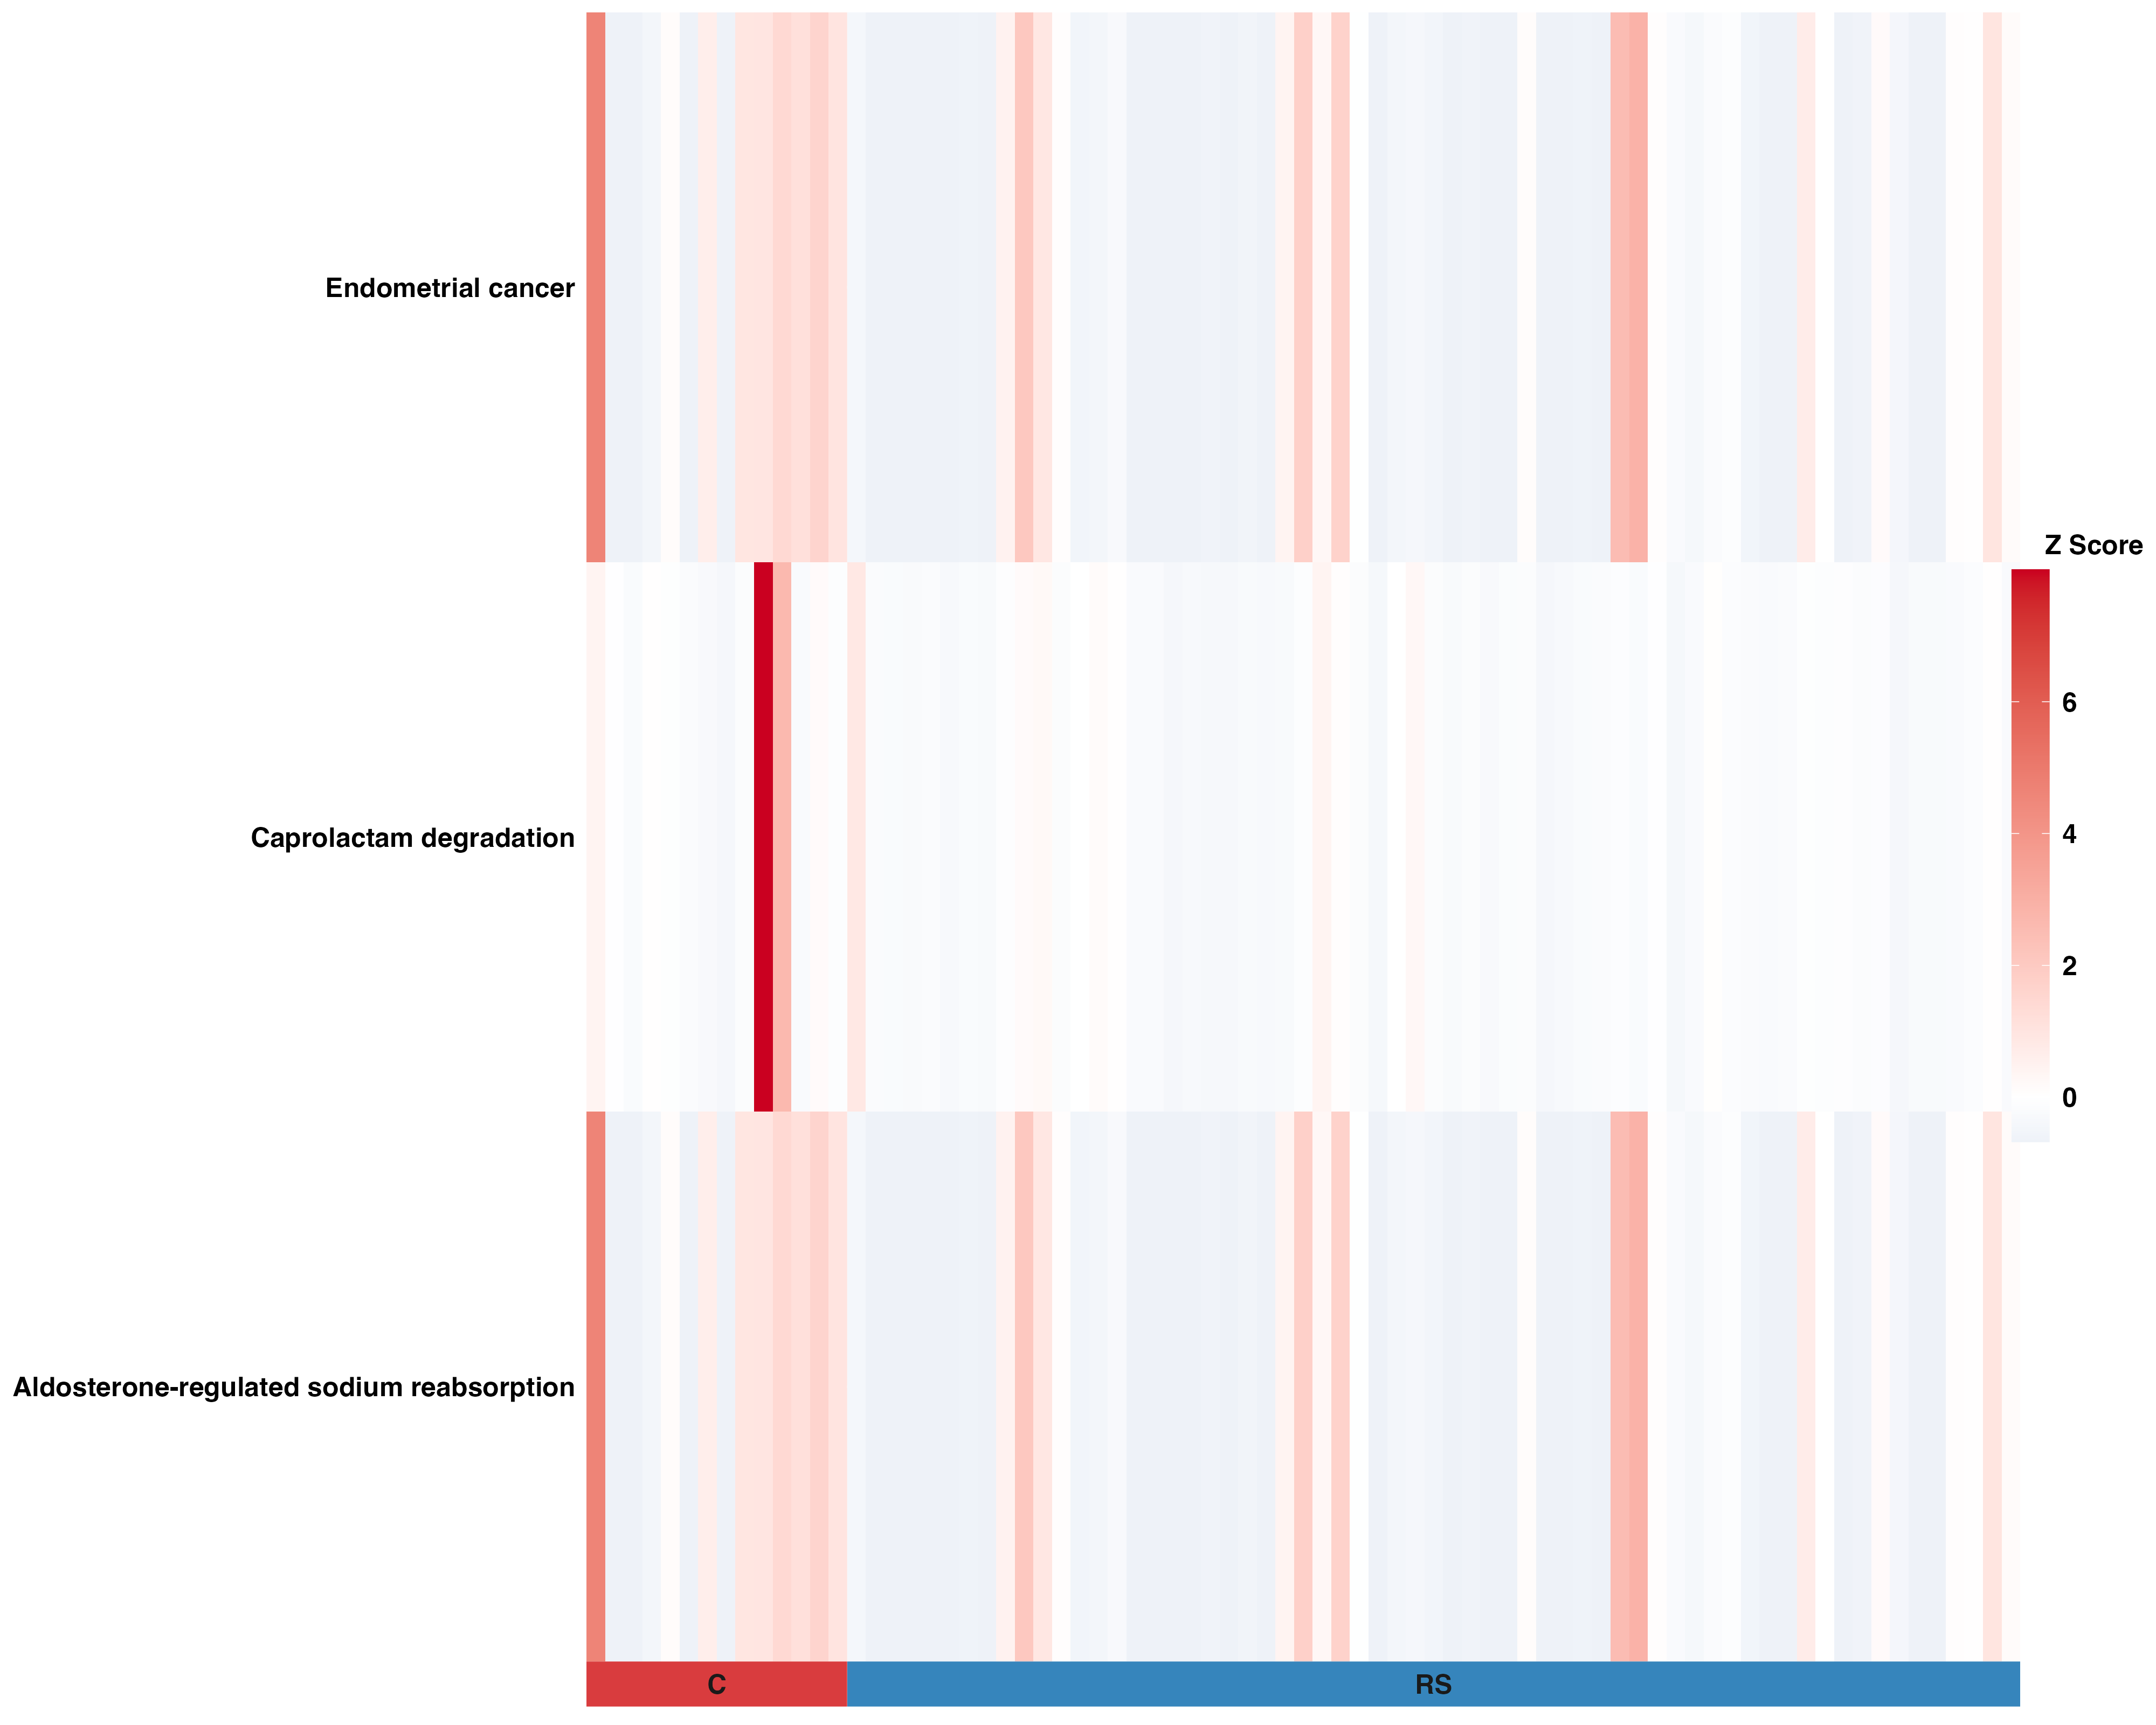 Endometrial cancer
Z Score
6
Caprolactam degradation
4
2
0
Aldosterone-regulated sodium reabsorption
C
RS